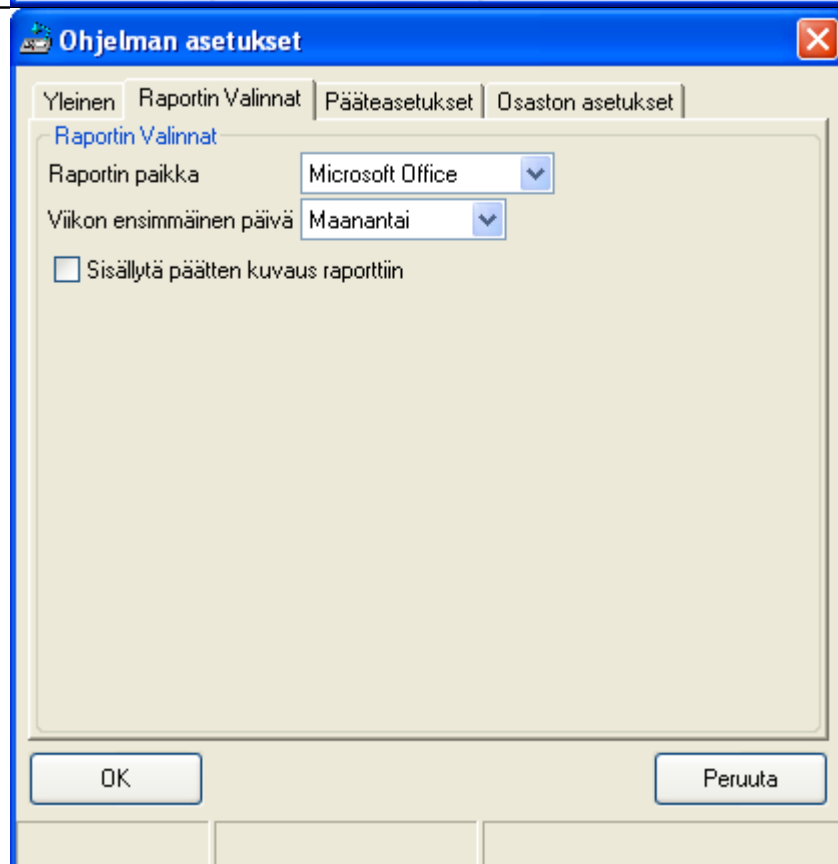 Ohjelman asetukset
Yleinen Raportin Valinnat Pääteasetukset Osaston asetukset
Raportin Valinnat
Raportin paikka Microsoft Office
Viikon ensimmäinen päivä Maanantai
Sisällytä päätten kuvaus raporttiin
OK Peruuta